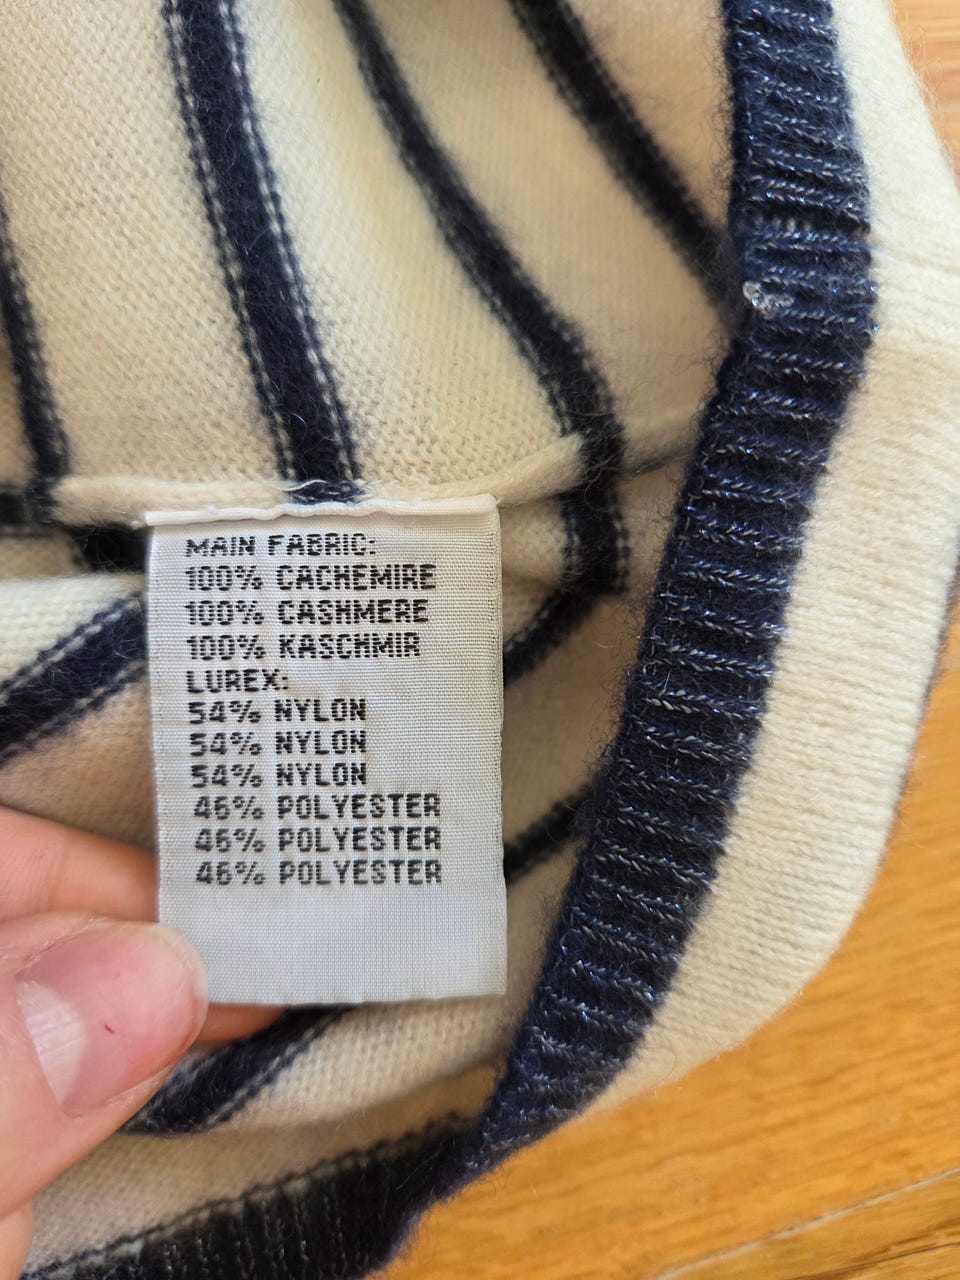 MAIN FABRIC:
100% CACHEMIRE
100% CASHMERE
100% KASCHMIR
LUREX:
54% NYLON
54% NYLON
54% NYLON
46% POLYESTER
46% POLYESTER
46% POLYESTER